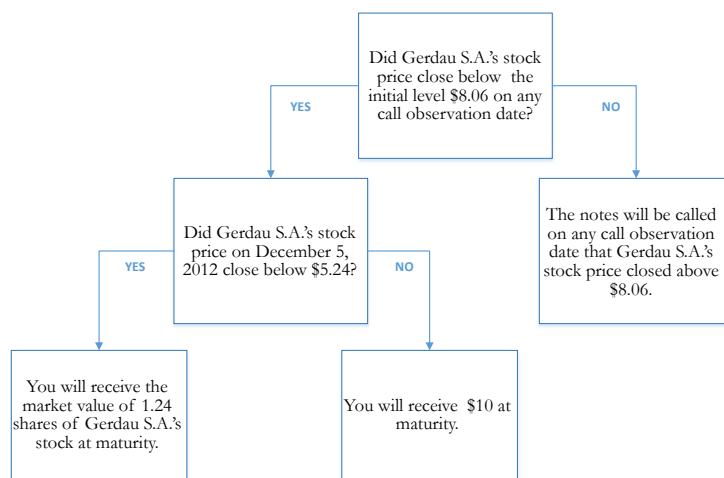 Did Gerdau S.A.'s stock
price close below the
initial level $8.06 on any
call observation date?
YES
NO
Did Gerdau S.A.'s stock
price on December 5,
2012 close below $5.24?
The notes will be called
on any call observation
date that Gerdau S.A.'s
stock price closed above
$8.06.
YES
NO
You will receive the
market value of 1.24
shares of Gerdau S.A.'s
stock at maturity.
You will receive $10 at
maturity.